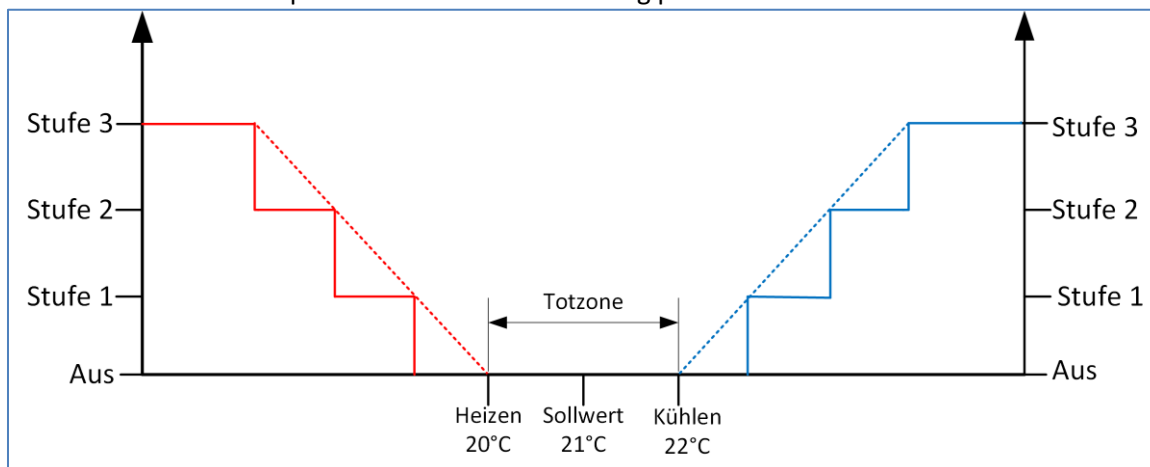 Stufe 3
Stufe 3
Stufe 2
Stufe 2
Stufe 1
Stufe 1
Totzone
Aus
Aus
Heizen Sollwert Kühlen
20°C 21°C 22°C